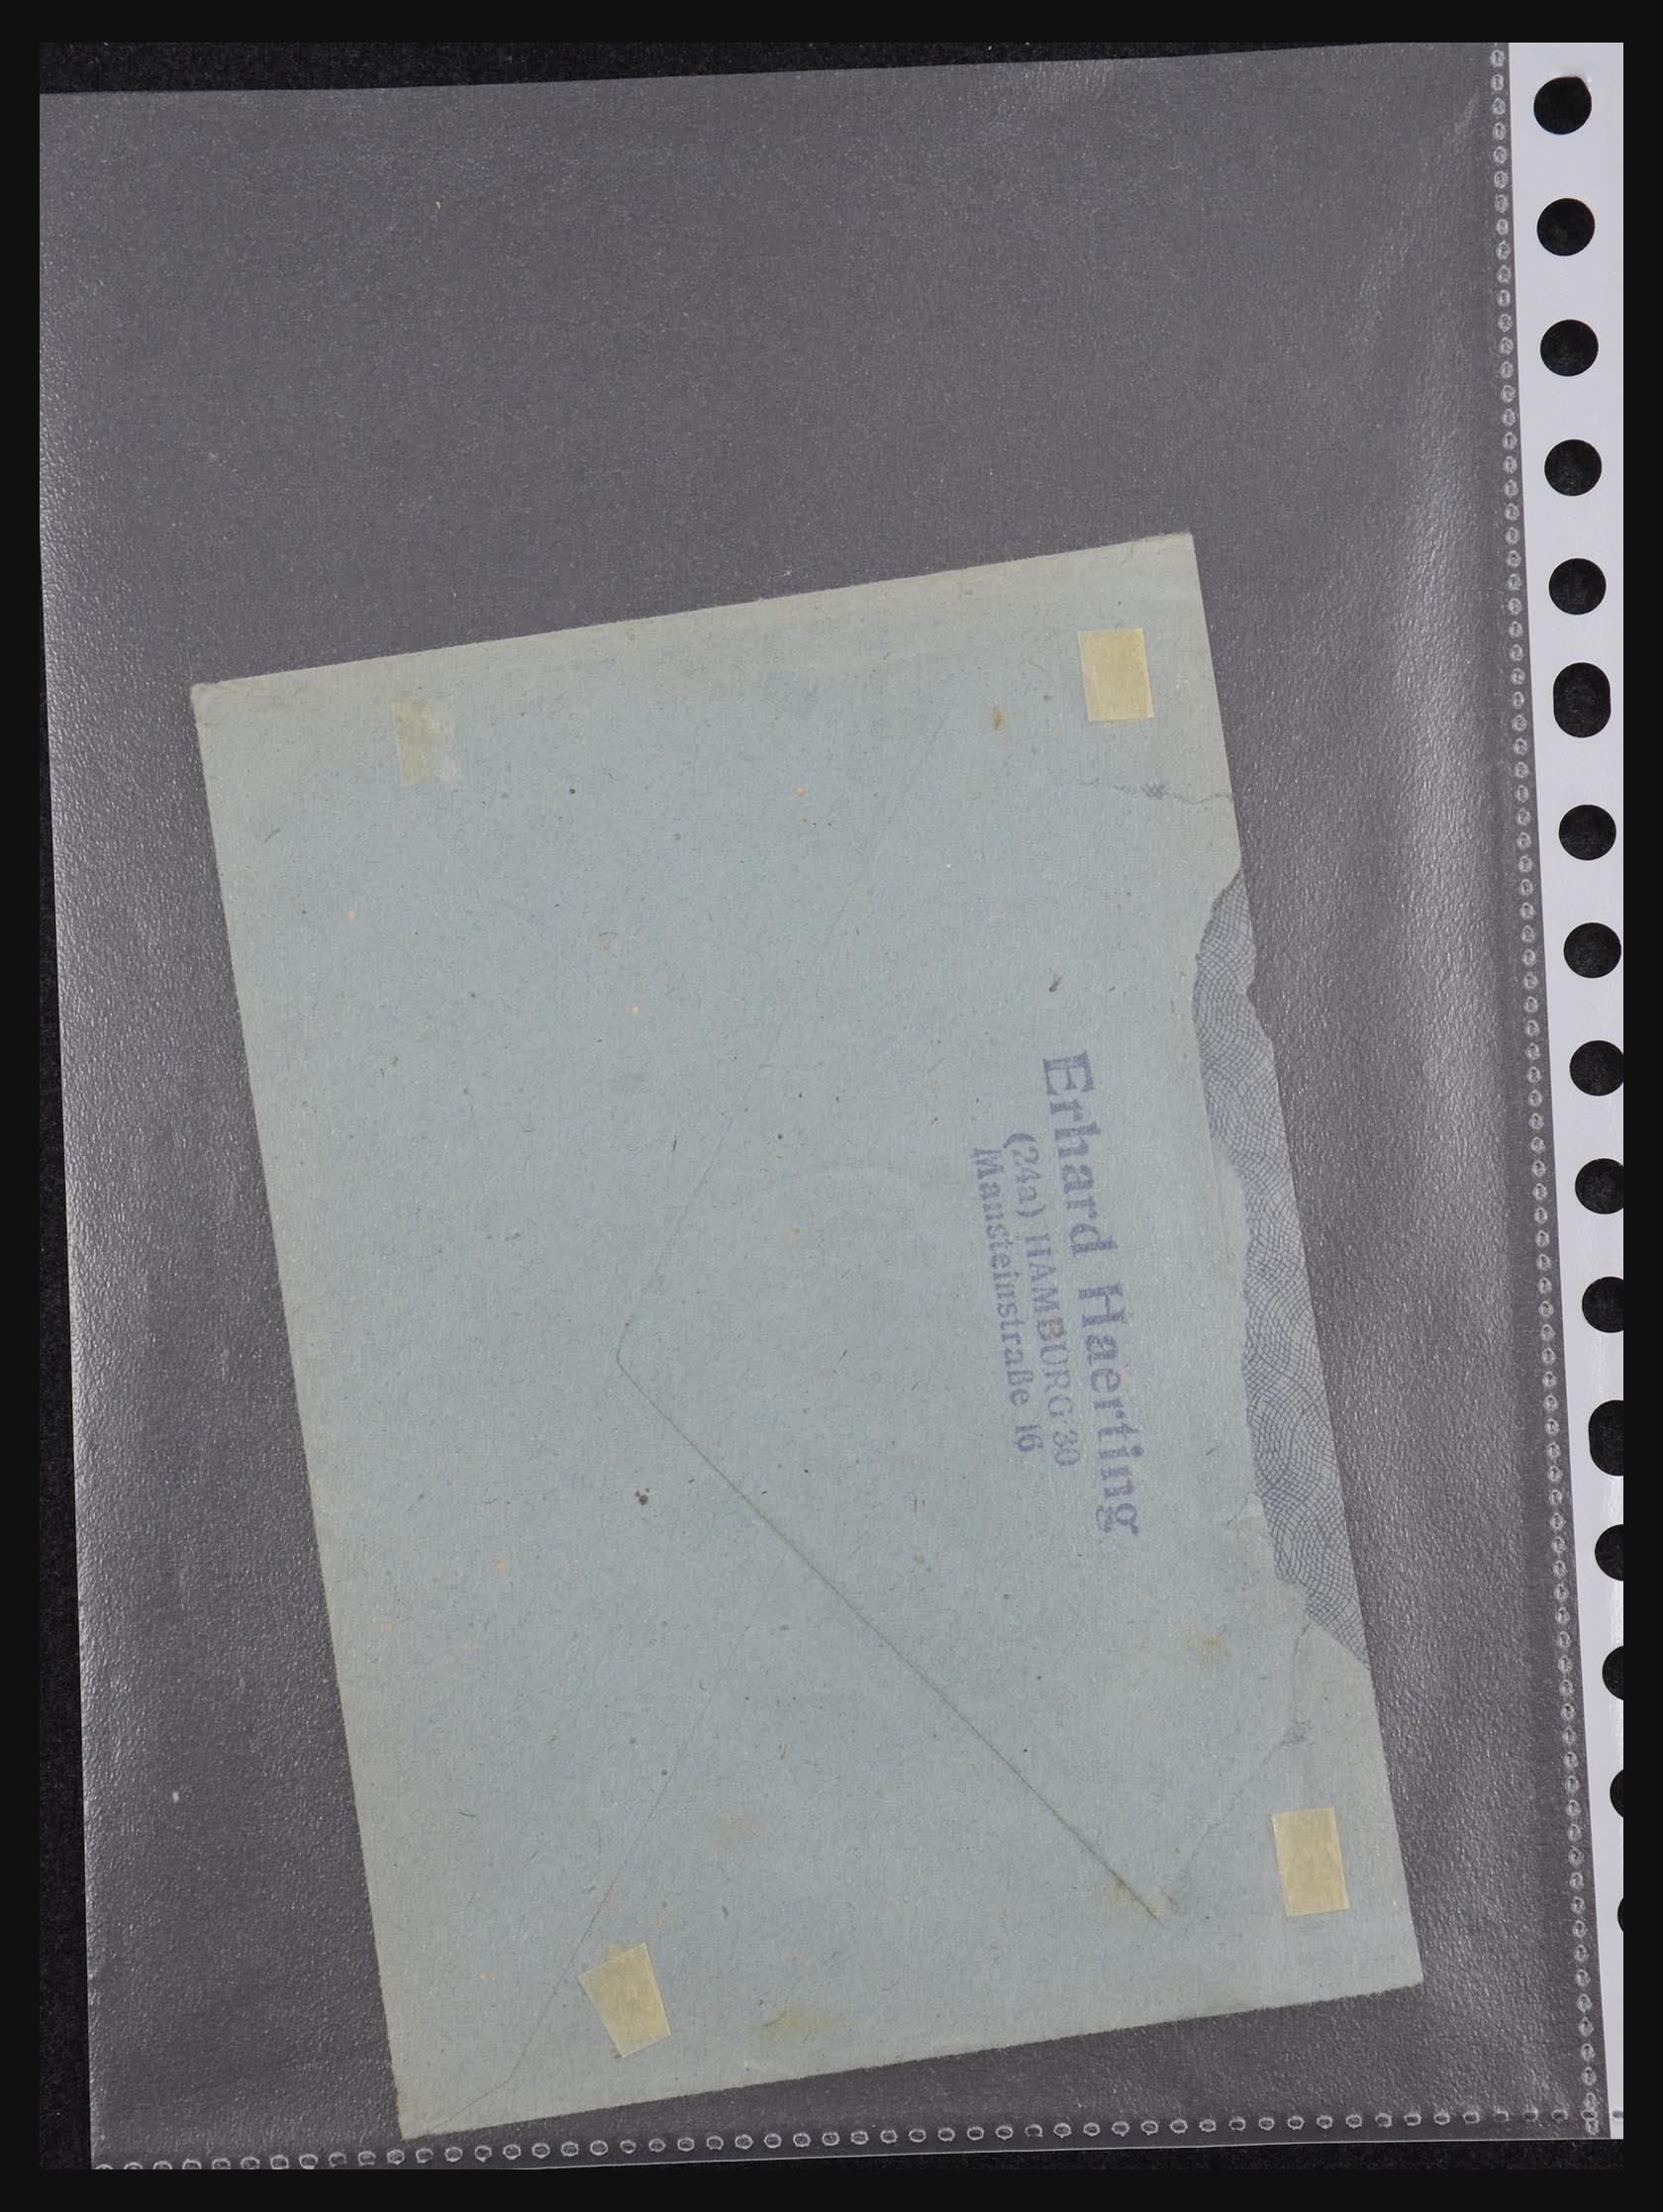 Erhard Haerting
(24a) HAMBURG 30
Mansteinstraße 16